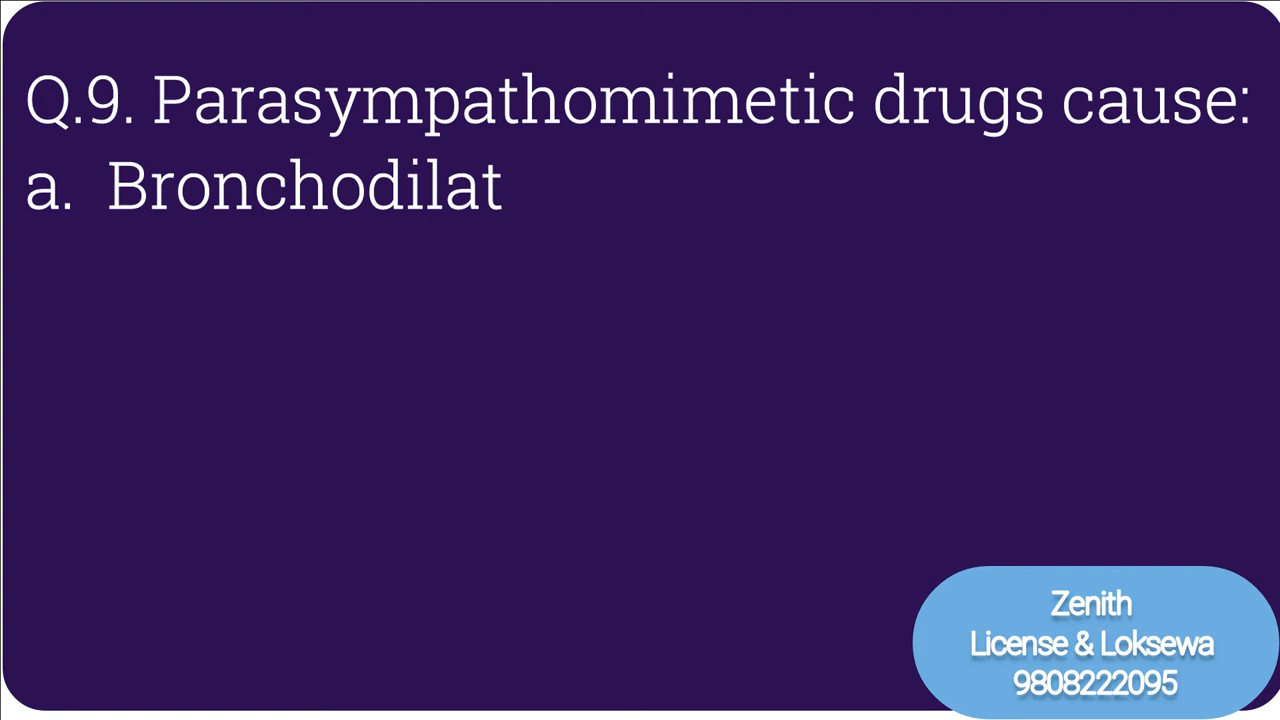 Q.9. Parasympathomimetic drugs cause:
a. Bronchodilat
Zenith
License & Loksewa
9808222095